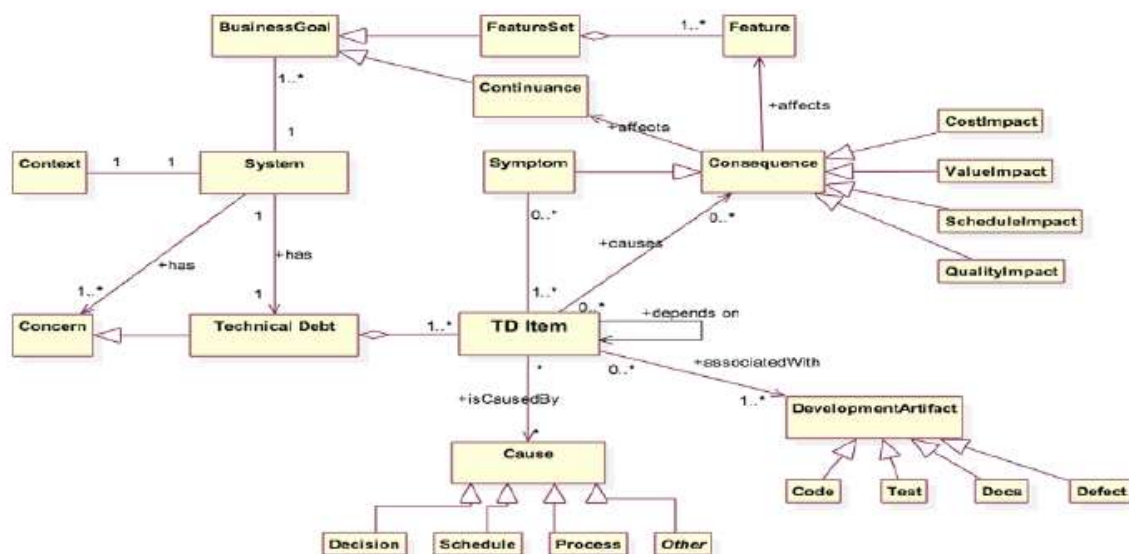 BusinessGoal
FeatureSet
1..*
Feature
1..*
Continuance
+affects
+affects
CostImpact
1
Context
1
1
System
Symptom
Consequence
ValueImpact
1
0..*
0..*
ScheduleImpact
+has
+has
+causes
QualityImpact
1..*
1
1..*
0..*
+depends on
Concern
Technical Debt
1..*
TD Item
*
0..*
+associatedWith
+isCausedBy
1..*
DevelopmentArtifact
*
Cause
Code
Test
Docs
Defect
Decision
Schedule
Process
Other